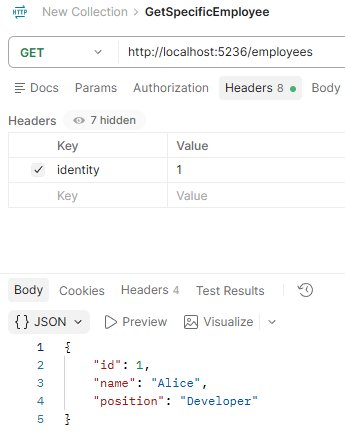 HTTP New Collection > GetSpecificEmployee
GET http://localhost:5236/employees
Docs Params Authorization Headers 8 Body
Headers 7 hidden
Key Value
identity 1
Key Value
Body Cookies Headers 4 Test Results
{} JSON Preview Visualize
1 {
2 "id": 1,
3 "name": "Alice",
4 "position": "Developer"
5 }